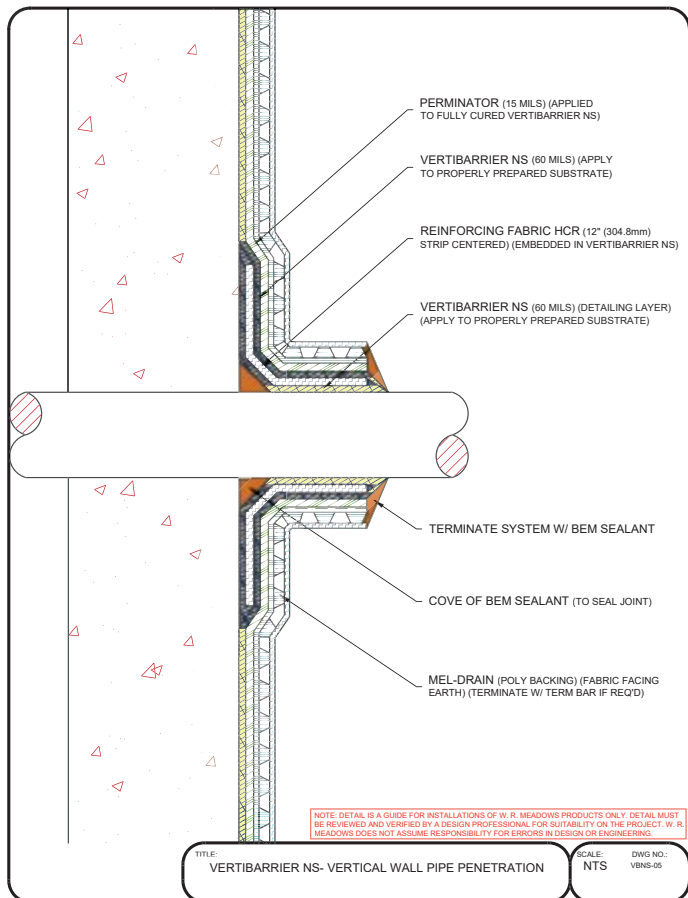 PERMINATOR (15 MILS) (APPLIED
TO FULLY CURED VERTIBARRIER NS)
VERTIBARRIER NS (60 MILS) (APPLY
TO PROPERLY PREPARED SUBSTRATE)
REINFORCING FABRIC HCR (12" (304.8mm)
STRIP CENTERED) (EMBEDDED IN VERTIBARRIER NS)
VERTIBARRIER NS (60 MILS) (DETAILING LAYER)
(APPLY TO PROPERLY PREPARED SUBSTRATE)
TERMINATE SYSTEM W/ BEM SEALANT
COVE OF BEM SEALANT (TO SEAL JOINT)
MEL-DRAIN (POLY BACKING) (FABRIC FACING
EARTH) (TERMINATE W/ TERM BAR IF REQ'D)
NOTE: DETAIL IS A GUIDE FOR INSTALLATIONS OF W. R. MEADOWS PRODUCTS ONLY. DETAIL MUST
BE REVIEWED AND VERIFIED BY A DESIGN PROFESSIONAL FOR SUITABILITY ON THE PROJECT. W. R.
MEADOWS DOES NOT ASSUME RESPONSIBILITY FOR ERRORS IN DESIGN OR ENGINEERING.
TITLE:
VERTIBARRIER NS- VERTICAL WALL PIPE PENETRATION
SCALE:
NTS
DWG NO.:
VBNS-05